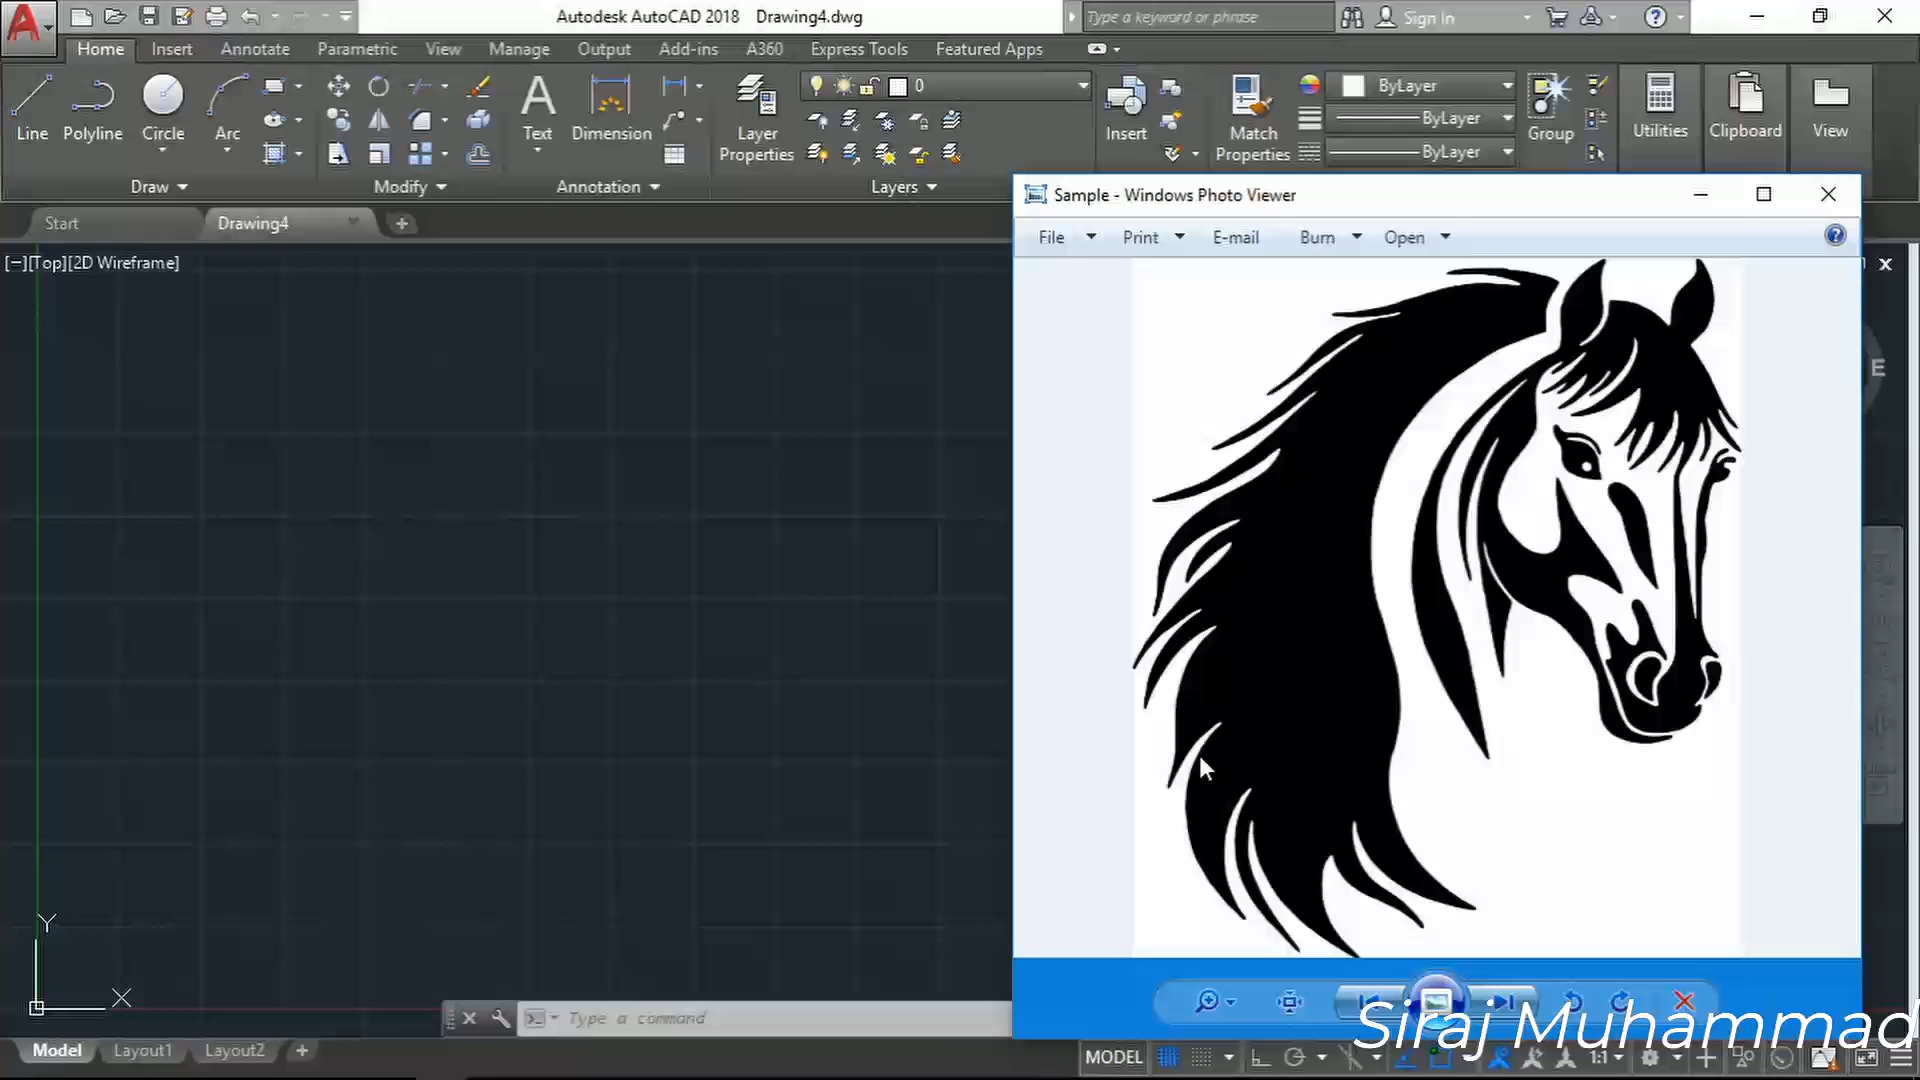 Autodesk AutoCAD 2018 Drawing4.dwg
Type a keyword or phrase
Sign In
Home Insert Annotate Parametric View Manage Output Add-ins A360 Express Tools Featured Apps
0
ByLayer
ByLayer
ByLayer
Line Polyline Circle Arc
Text Dimension
Layer Properties
Insert
Match Properties
Group
Utilities Clipboard View
Draw Modify Annotation Layers
Start Drawing4
[−][Top][2D Wireframe]
Sample - Windows Photo Viewer
File Print E-mail Burn Open
E
Y
X
Type a command
Siraj Muhammad
Model Layout1 Layout2
MODEL
1:1